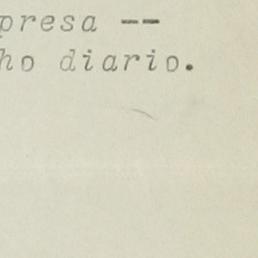 presa --
ho diario.